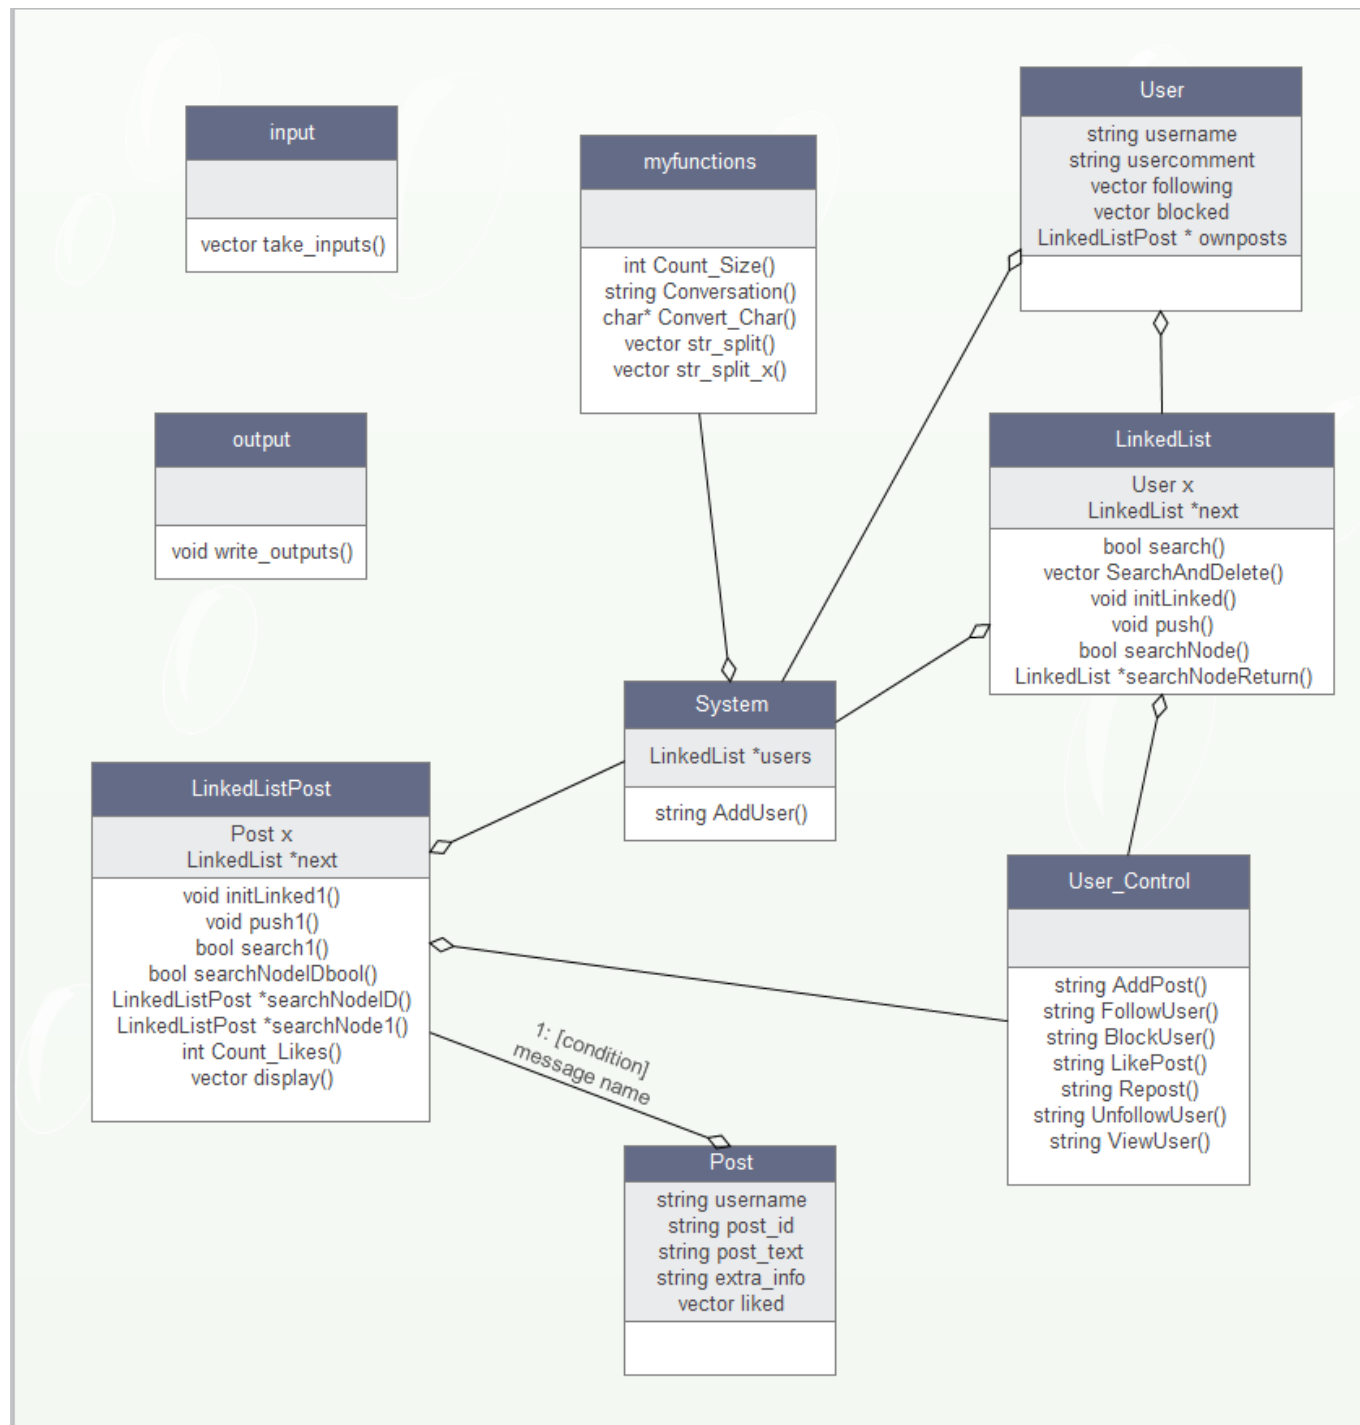 input
vector take_inputs()
myfunctions
int Count_Size()
string Conversation()
char* Convert_Char()
vector str_split()
vector str_split_x()
User
string username
string usercomment
vector following
vector blocked
LinkedListPost * ownposts
output
void write_outputs()
LinkedList
User x
LinkedList *next
bool search()
vector SearchAndDelete()
void initLinked()
void push()
bool searchNode()
LinkedList *searchNodeReturn()
System
LinkedList *users
string AddUser()
LinkedListPost
Post x
LinkedList *next
void initLinked1()
void push1()
bool search1()
bool searchNodeIDbool()
LinkedListPost *searchNodeID()
LinkedListPost *searchNode1()
int Count_Likes()
vector display()
User_Control
string AddPost()
string FollowUser()
string BlockUser()
string LikePost()
string Repost()
string UnfollowUser()
string ViewUser()
1: [condition]
message name
Post
string username
string post_id
string post_text
string extra_info
vector liked